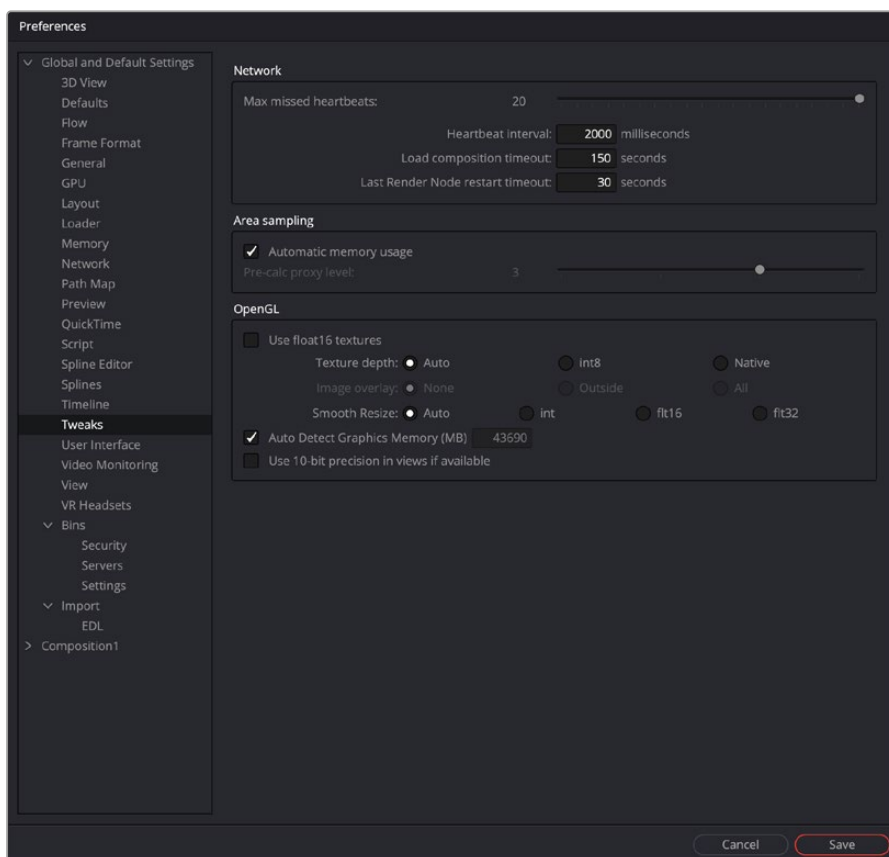 Preferences
Global and Default Settings
3D View
Defaults
Flow
Frame Format
General
GPU
Layout
Loader
Memory
Network
Path Map
Preview
QuickTime
Script
Spline Editor
Splines
Timeline
Tweaks
User Interface
Video Monitoring
View
VR Headsets
Bins
Security
Servers
Settings
Import
EDL
Composition1
Network
Max missed heartbeats: 20
Heartbeat interval: 2000 milliseconds
Load composition timeout: 150 seconds
Last Render Node restart timeout: 30 seconds
Area sampling
Automatic memory usage
Pre-calc proxy level: 3
OpenGL
Use float16 textures
Texture depth: Auto int8 Native
Image overlay: None Outside All
Smooth Resize: Auto int flt16 flt32
Auto Detect Graphics Memory (MB) 43690
Use 10-bit precision in views if available
Cancel Save